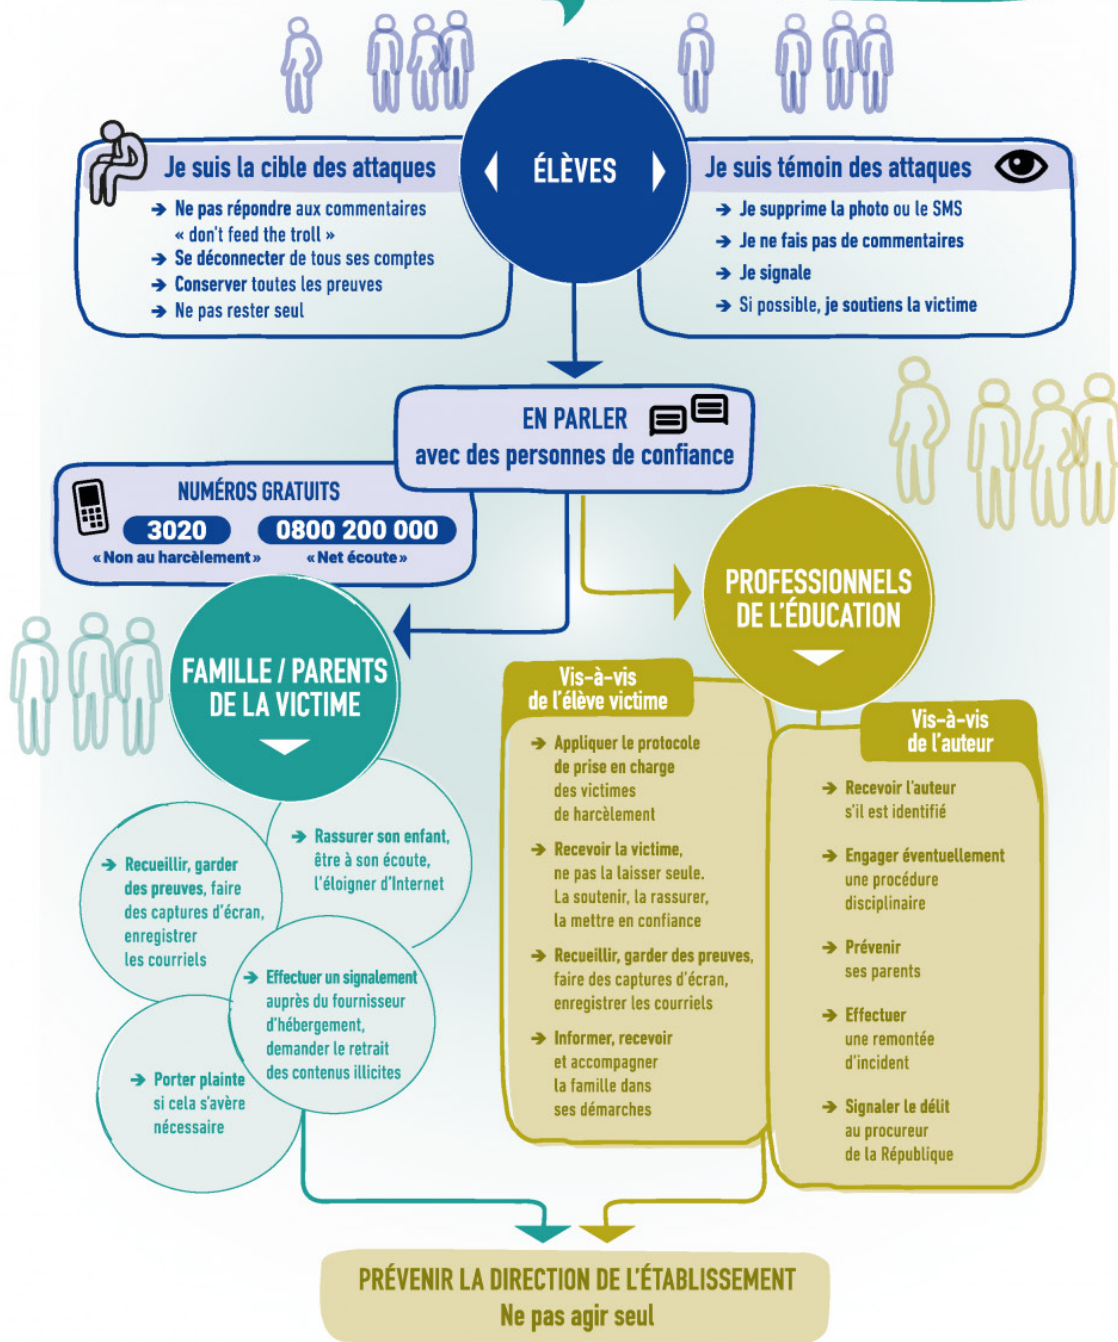 ÉLÈVES
Je suis la cible des attaques
→ Ne pas répondre aux commentaires
« don't feed the troll »
→ Se déconnecter de tous ses comptes
→ Conserver toutes les preuves
→ Ne pas rester seul
Je suis témoin des attaques
→ Je supprime la photo ou le SMS
→ Je ne fais pas de commentaires
→ Je signale
→ Si possible, je soutiens la victime
EN PARLER
avec des personnes de confiance
NUMÉROS GRATUITS
3020
« Non au harcèlement »
0800 200 000
« Net écoute »
FAMILLE / PARENTS
DE LA VICTIME
→ Rassurer son enfant,
être à son écoute,
l'éloigner d'Internet
→ Recueillir, garder
des preuves, faire
des captures d'écran,
enregistrer
les courriels
→ Effectuer un signalement
auprès du fournisseur
d'hébergement,
demander le retrait
des contenus illicites
→ Porter plainte
si cela s'avère
nécessaire
PROFESSIONNELS
DE L'ÉDUCATION
Vis-à-vis
de l'élève victime
→ Appliquer le protocole
de prise en charge
des victimes
de harcèlement
→ Recevoir la victime,
ne pas la laisser seule.
La soutenir, la rassurer,
la mettre en confiance
→ Recueillir, garder des preuves,
faire des captures d'écran,
enregistrer les courriels
→ Informer, recevoir
et accompagner
la famille dans
ses démarches
Vis-à-vis
de l'auteur
→ Recevoir l'auteur
s'il est identifié
→ Engager éventuellement
une procédure
disciplinaire
→ Prévenir
ses parents
→ Effectuer
une remontée
d'incident
→ Signaler le délit
au procureur
de la République
PRÉVENIR LA DIRECTION DE L'ÉTABLISSEMENT
Ne pas agir seul